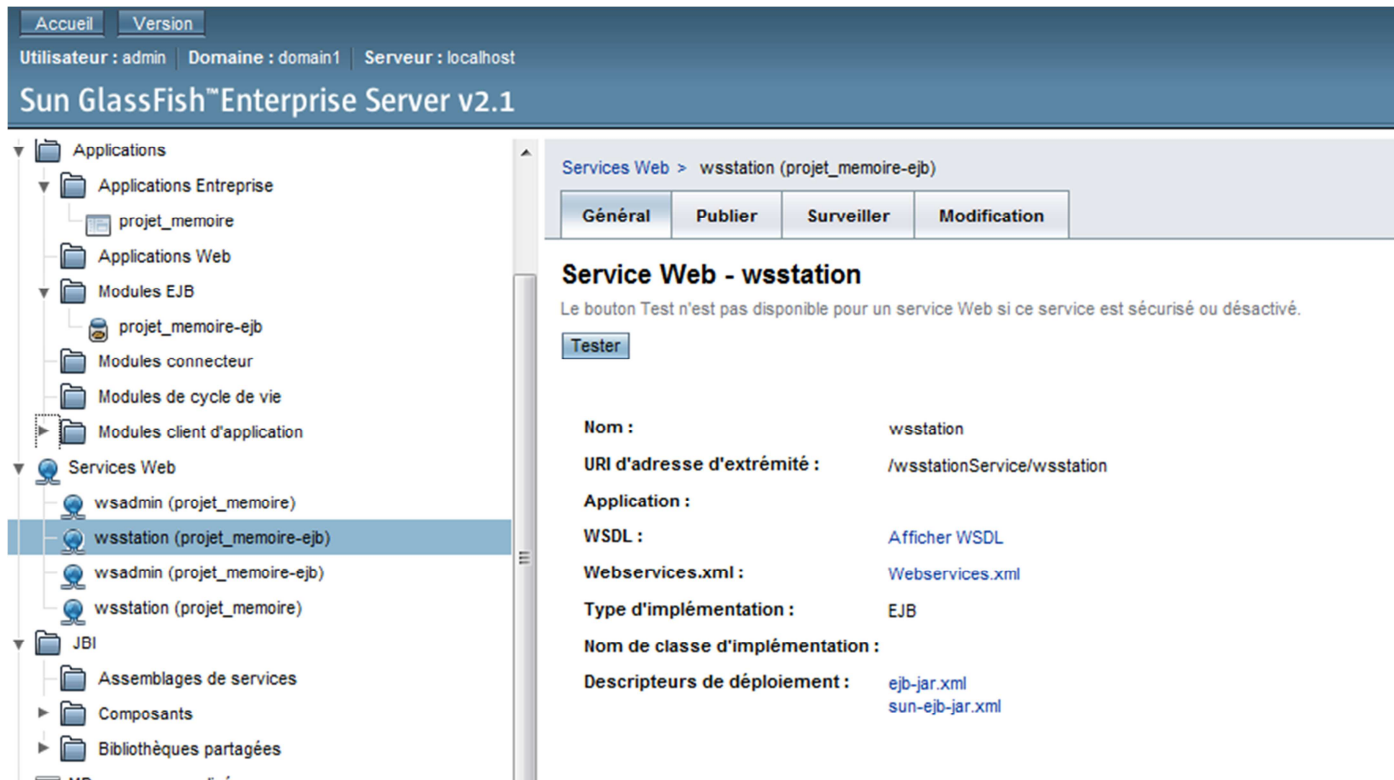 Accueil Version
Utilisateur : admin Domaine : domain1 Serveur : localhost
Sun GlassFish™ Enterprise Server v2.1
Applications
Applications Entreprise
projet_memoire
Applications Web
Modules EJB
projet_memoire-ejb
Modules connecteur
Modules de cycle de vie
Modules client d'application
Services Web
wsadmin (projet_memoire)
wsstation (projet_memoire-ejb)
wsadmin (projet_memoire-ejb)
wsstation (projet_memoire)
JBI
Assemblages de services
Composants
Bibliothèques partagées
Services Web > wsstation (projet_memoire-ejb)
Général Publier Surveiller Modification
Service Web - wsstation
Le bouton Test n'est pas disponible pour un service Web si ce service est sécurisé ou désactivé.
Tester
Nom : wsstation
URI d'adresse d'extrémité : /wsstationService/wsstation
Application :
WSDL : Afficher WSDL
Webservices.xml : Webservices.xml
Type d'implémentation : EJB
Nom de classe d'implémentation :
Descripteurs de déploiement : ejb-jar.xml
sun-ejb-jar.xml